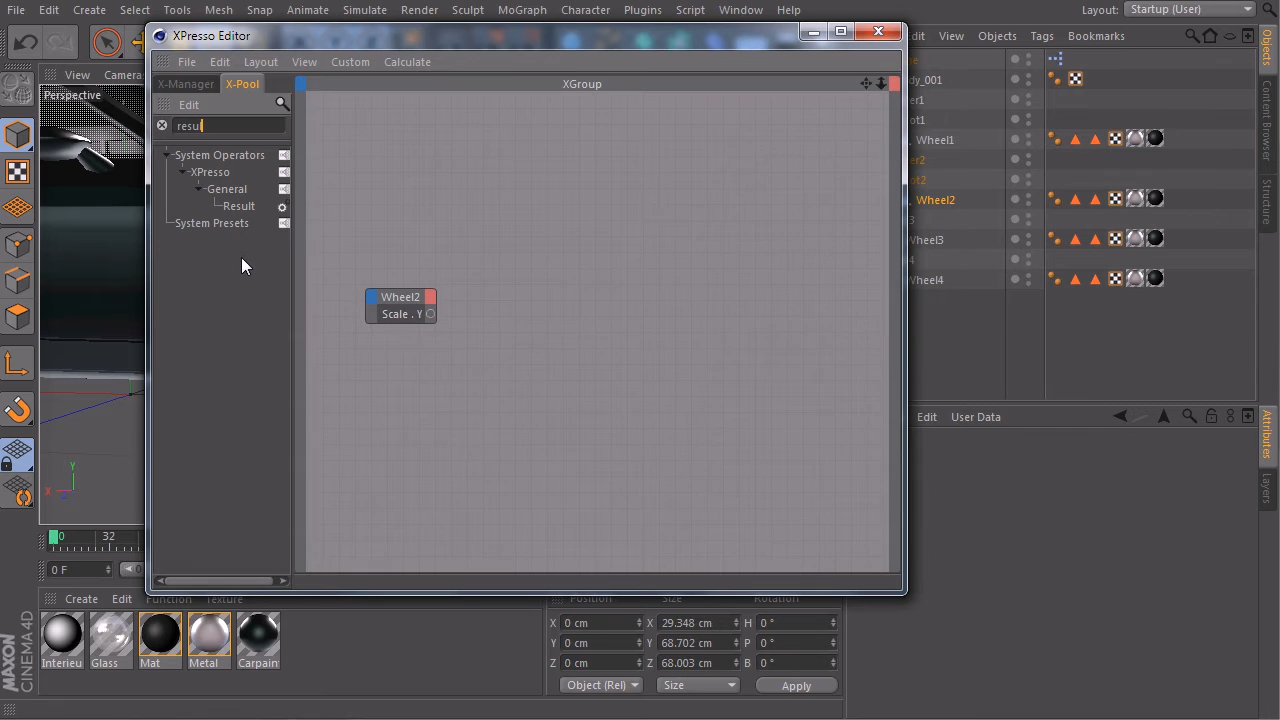 File Edit Create Select Tools Mesh Snap Animate Simulate Render Sculpt MoGraph Character Plugins Script Window Help Layout: Startup (User)
XPresso Editor
View Cameras
File Edit Layout View Custom Calculate
View Objects Tags Bookmarks
X-Manager X-Pool XGroup
Perspective
Edit
resul
System Operators
XPresso
General
Result
System Presets
Wheel2
Scale . Y
Wheel1
Wheel2
Wheel3
Wheel4
Objects
Content Browser
Structure
Edit User Data
Attributes
Layers
Y
X
Z
0 32
0 F
Create Edit Function Texture
Position Size Rotation
X 0 cm X 29.348 cm H 0 °
Y 0 cm Y 68.702 cm P 0 °
Z 0 cm Z 68.003 cm B 0 °
Object (Rel) Size Apply
Interieu Glass Mat Metal Carpain
MAXON CINEMA 4D